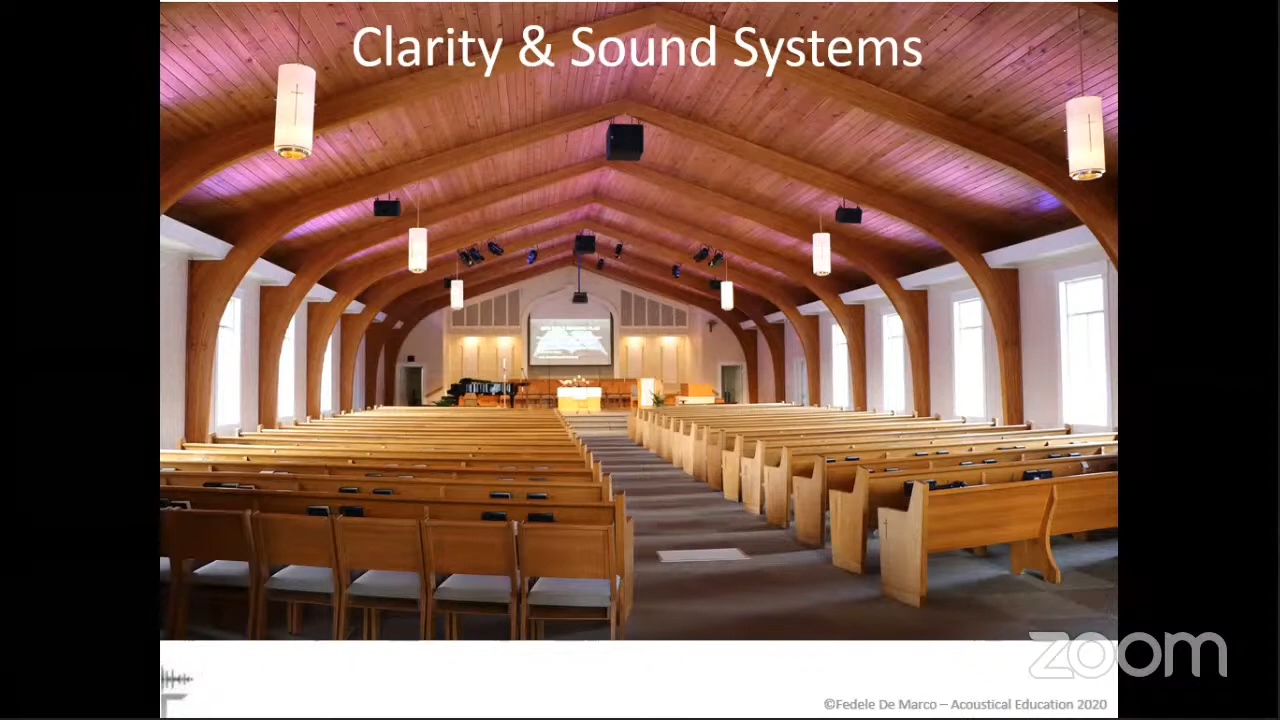 Clarity & Sound Systems
zoom
©Fedele De Marco – Acoustical Education 2020